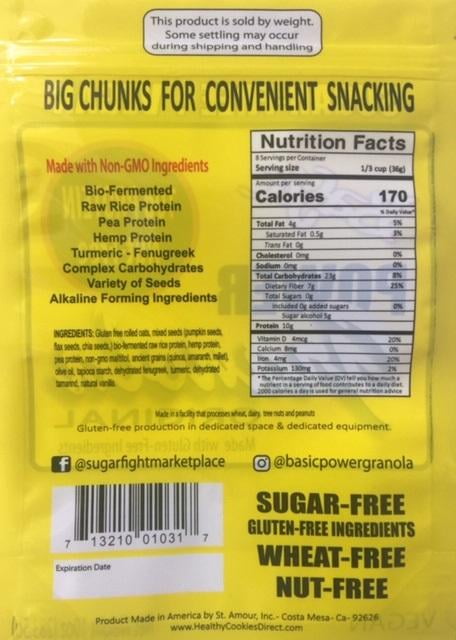 This product is sold by weight.
Some settling may occur
during shipping and handling
BIG CHUNKS FOR CONVENIENT SNACKING
Made with Non-GMO Ingredients
Bio-Fermented
Raw Rice Protein
Pea Protein
Hemp Protein
Turmeric - Fenugreek
Complex Carbohydrates
Variety of Seeds
Alkaline Forming Ingredients
INGREDIENTS: Gluten free rolled oats, mixed seeds (pumpkin seeds,
flax seeds, chia seeds,) bio-fermented raw rice protein, hemp protein,
pea protein, non-gmo maltitol, ancient grains (quinoa, amaranth, millet),
olive oil, tapioca starch, dehydrated fenugreek, turmeric, dehydrated
tamarind, natural vanilla.
Nutrition Facts
8 Servings per Container
Serving size 1/3 cup (36g)
Amount per serving
Calories 170
% Daily Value*
Total Fat 4g 5%
Saturated Fat 0.5g 3%
Trans Fat 0g
Cholesterol 0mg 0%
Sodium 0mg 0%
Total Carbohydrates 23g 8%
Dietary Fiber 7g 25%
Total Sugars 0g
Included 0g added sugars 0%
Sugar alcohol 5g
Protein 10g
Vitamin D 4mcg 20%
Calcium 8mg 0%
Iron 4mg 20%
Potassium 130mg 2%
* The Percentage Daily Value (DV) tell you how much a
nutrient in a serving of food contributes to a daily diet.
2000 calories a day is used for general nutrition advice
Made in a facility that processes wheat, dairy, tree nuts and peanuts
Gluten-free production in dedicated space & dedicated equipment.
@sugarfightmarketplace
@basicpowergranola
7 13210 01031 7
Expiration Date
SUGAR-FREE
GLUTEN-FREE INGREDIENTS
WHEAT-FREE
NUT-FREE
Product Made in America by St. Amour, Inc.- Costa Mesa- Ca- 92626
www.HealthyCookiesDirect.com